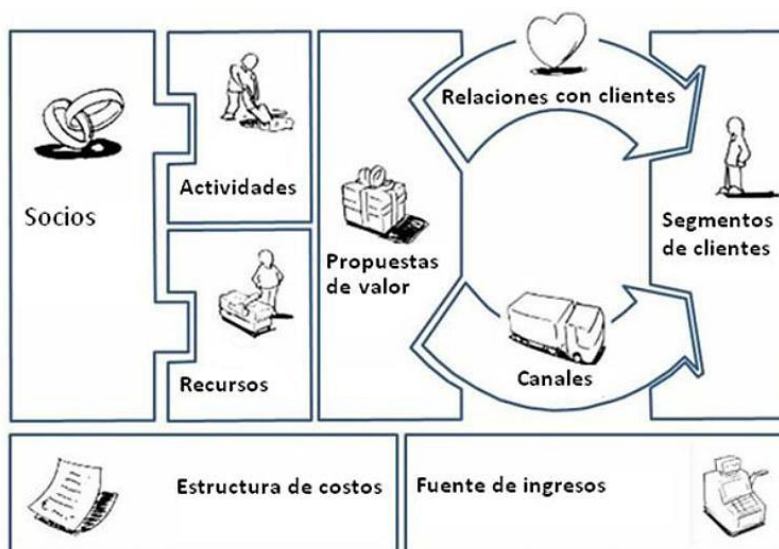 Socios
Actividades
Recursos
Propuestas
de valor
Relaciones con clientes
Canales
Segmentos
de clientes
Estructura de costos
Fuente de ingresos